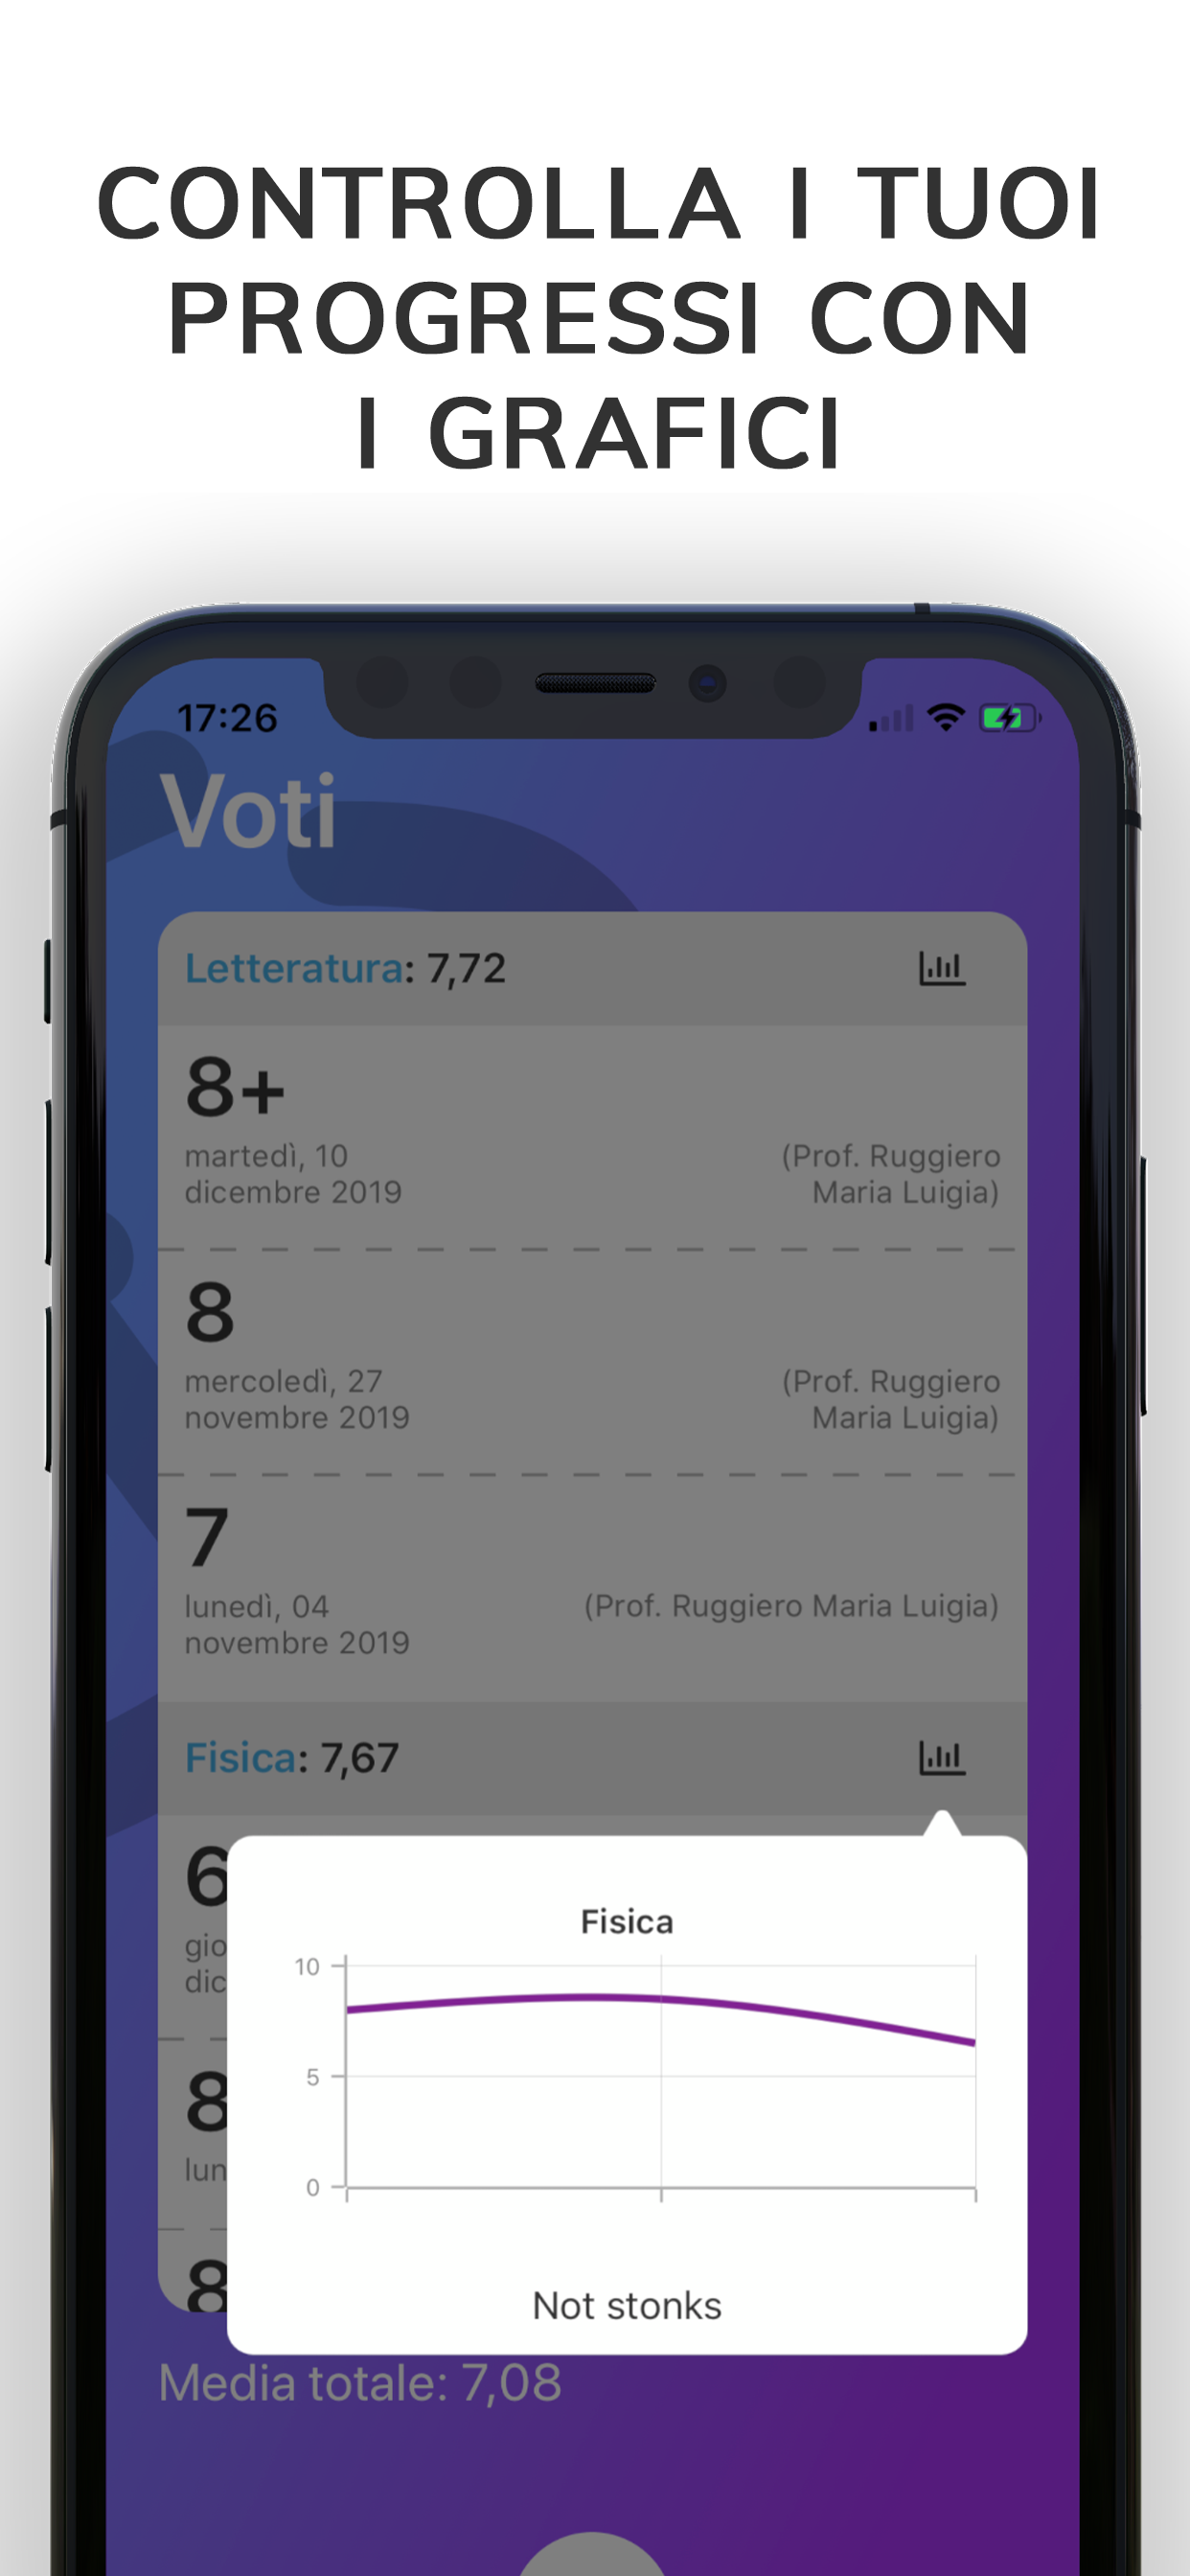 CONTROLLA I TUOI
PROGRESSI CON
I GRAFICI
17:26
Voti
Letteratura: 7,72
8+
martedì, 10
dicembre 2019
(Prof. Ruggiero
Maria Luigia)
8
mercoledì, 27
novembre 2019
(Prof. Ruggiero
Maria Luigia)
7
lunedì, 04
novembre 2019
(Prof. Ruggiero Maria Luigia)
Fisica: 7,67
6
gio
dic
8
lun
8
Fisica
10
5
0
Not stonks
Media totale: 7,08